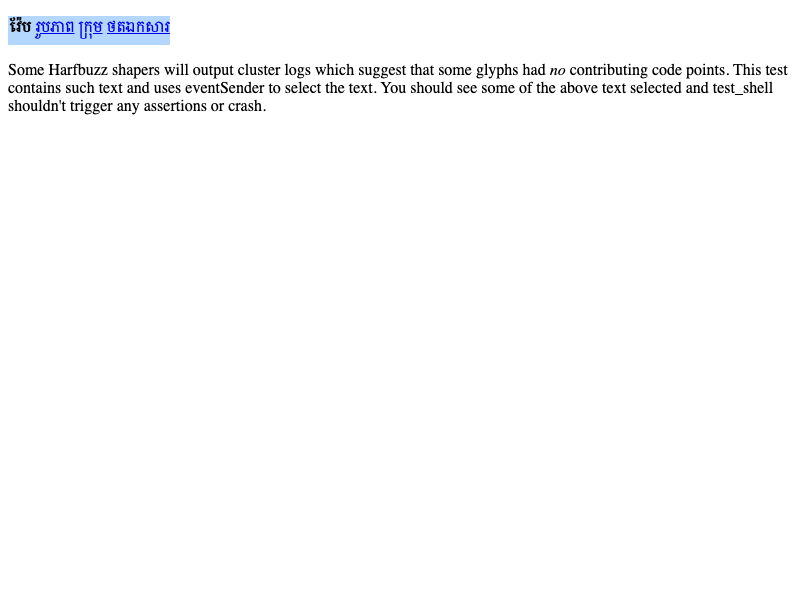 វ៉ែប រូបភាព ក្រុម ថតឯកសារ
Some Harfbuzz shapers will output cluster logs which suggest that some glyphs had no contributing code points. This test
contains such text and uses eventSender to select the text. You should see some of the above text selected and test_shell
shouldn't trigger any assertions or crash.